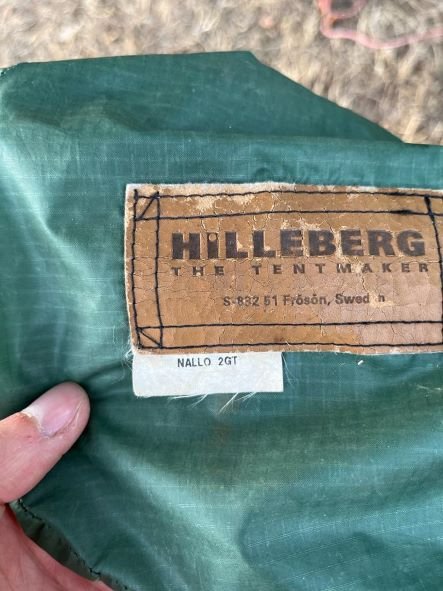 HILLEBERG
THE TENTMAKER
S-832 51 Frösön, Swed n
NALLO 2GT